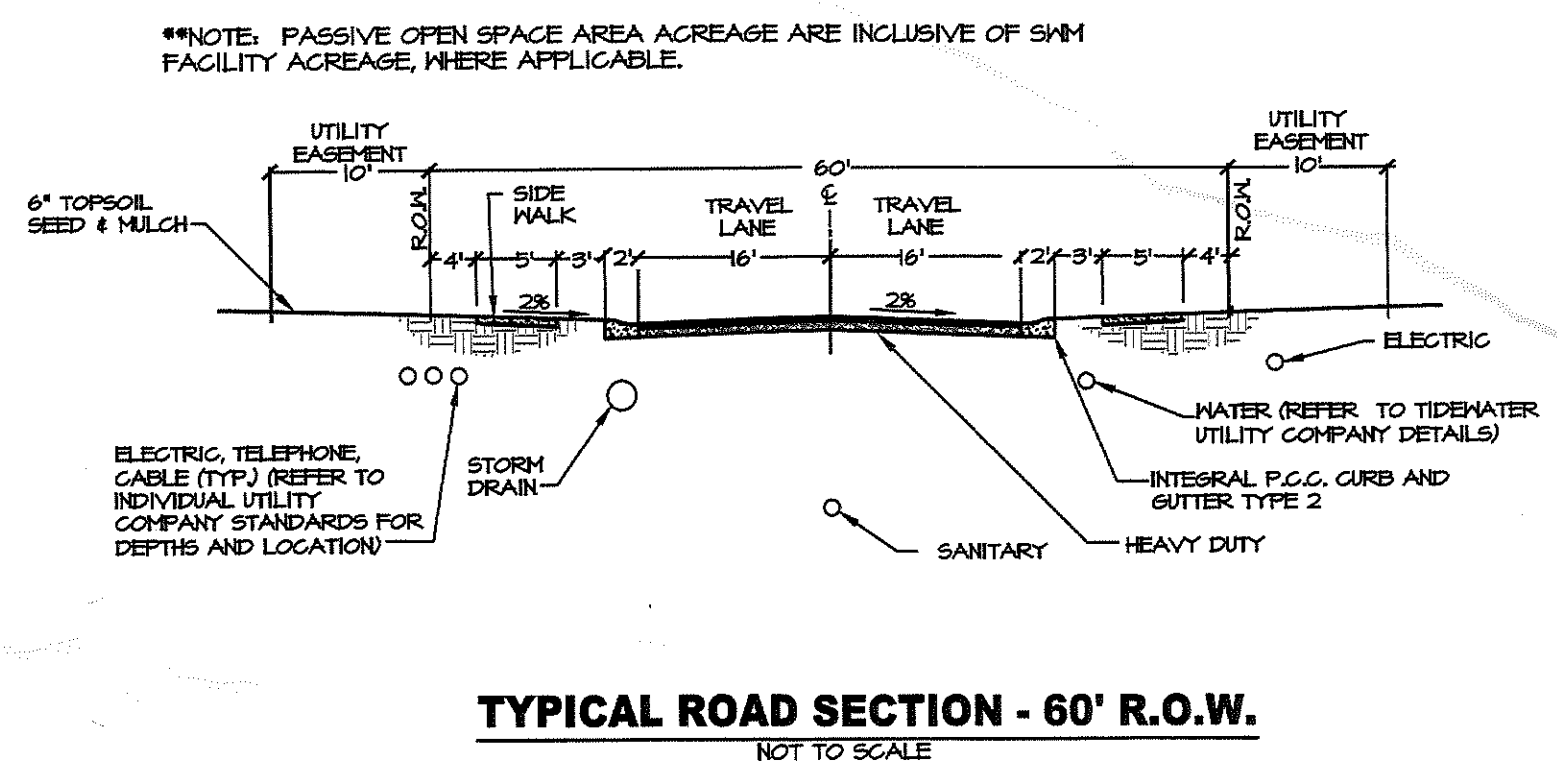 **NOTE: PASSIVE OPEN SPACE AREA ACREAGE ARE INCLUSIVE OF SWM
FACILITY ACREAGE, WHERE APPLICABLE.
UTILITY
EASEMENT
10'
60'
UTILITY
EASEMENT
10'
6" TOPSOIL
SEED & MULCH
R.O.W.
SIDE
WALK
TRAVEL
LANE
℄
TRAVEL
LANE
R.O.W.
4' 5' 3' 2' 16' 16' 2' 3' 5' 4'
2%
2%
ELECTRIC
WATER (REFER TO TIDEWATER
UTILITY COMPANY DETAILS)
ELECTRIC, TELEPHONE,
CABLE (TYP.) (REFER TO
INDIVIDUAL UTILITY
COMPANY STANDARDS FOR
DEPTHS AND LOCATION)
STORM
DRAIN
INTEGRAL P.C.C. CURB AND
GUTTER TYPE 2
SANITARY
HEAVY DUTY
TYPICAL ROAD SECTION - 60' R.O.W.
NOT TO SCALE